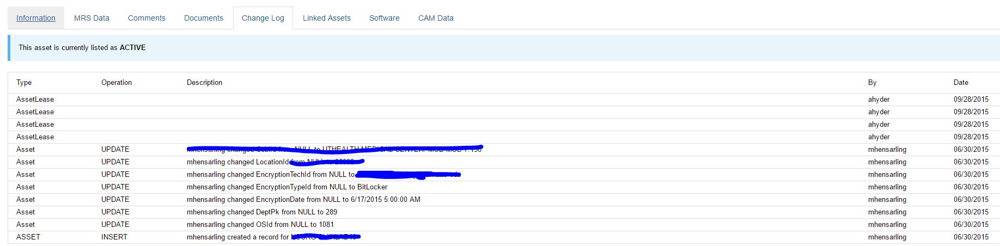 Information MRS Data Comments Documents Change Log Linked Assets Software CAM Data
This asset is currently listed as ACTIVE
Type Operation Description By Date
AssetLease ahyder 09/28/2015
AssetLease ahyder 09/28/2015
AssetLease ahyder 09/28/2015
AssetLease ahyder 09/28/2015
Asset UPDATE mhensarling 06/30/2015
Asset UPDATE mhensarling changed LocationId mhensarling 06/30/2015
Asset UPDATE mhensarling changed EncryptionTechId from NULL to mhensarling 06/30/2015
Asset UPDATE mhensarling changed EncryptionTypeId from NULL to BitLocker mhensarling 06/30/2015
Asset UPDATE mhensarling changed EncryptionDate from NULL to 6/17/2015 5:00:00 AM mhensarling 06/30/2015
Asset UPDATE mhensarling changed DeptPk from NULL to 289 mhensarling 06/30/2015
Asset UPDATE mhensarling changed OSId from NULL to 1081 mhensarling 06/30/2015
ASSET INSERT mhensarling created a record for mhensarling 06/30/2015